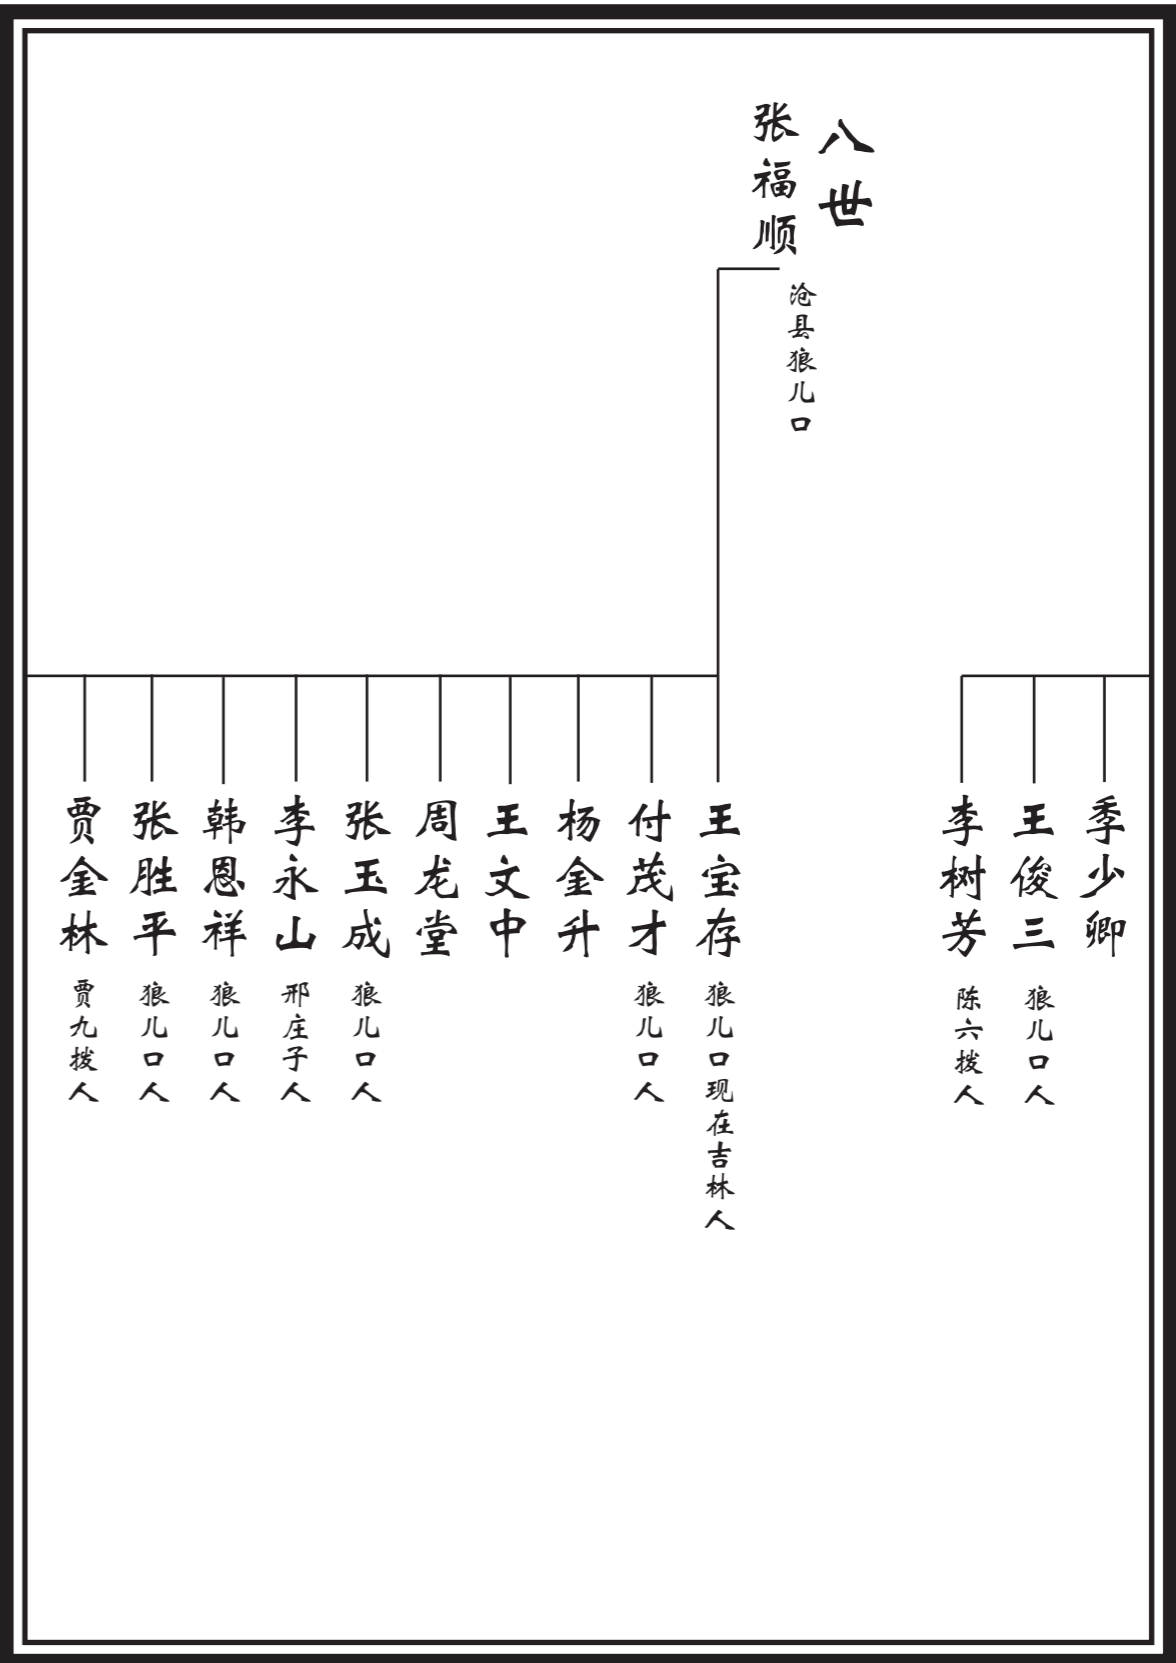 八世
张福顺
沧县狼儿口
季少卿
王俊三
狼儿口人
李树芳
陈六拨人
王宝存
狼儿口现在吉林人
付茂才
狼儿口人
杨金升
王文中
周龙堂
张玉成
狼儿口人
李永山
邢庄子人
韩恩祥
狼儿口人
张胜平
狼儿口人
贾金林
贾九拨人